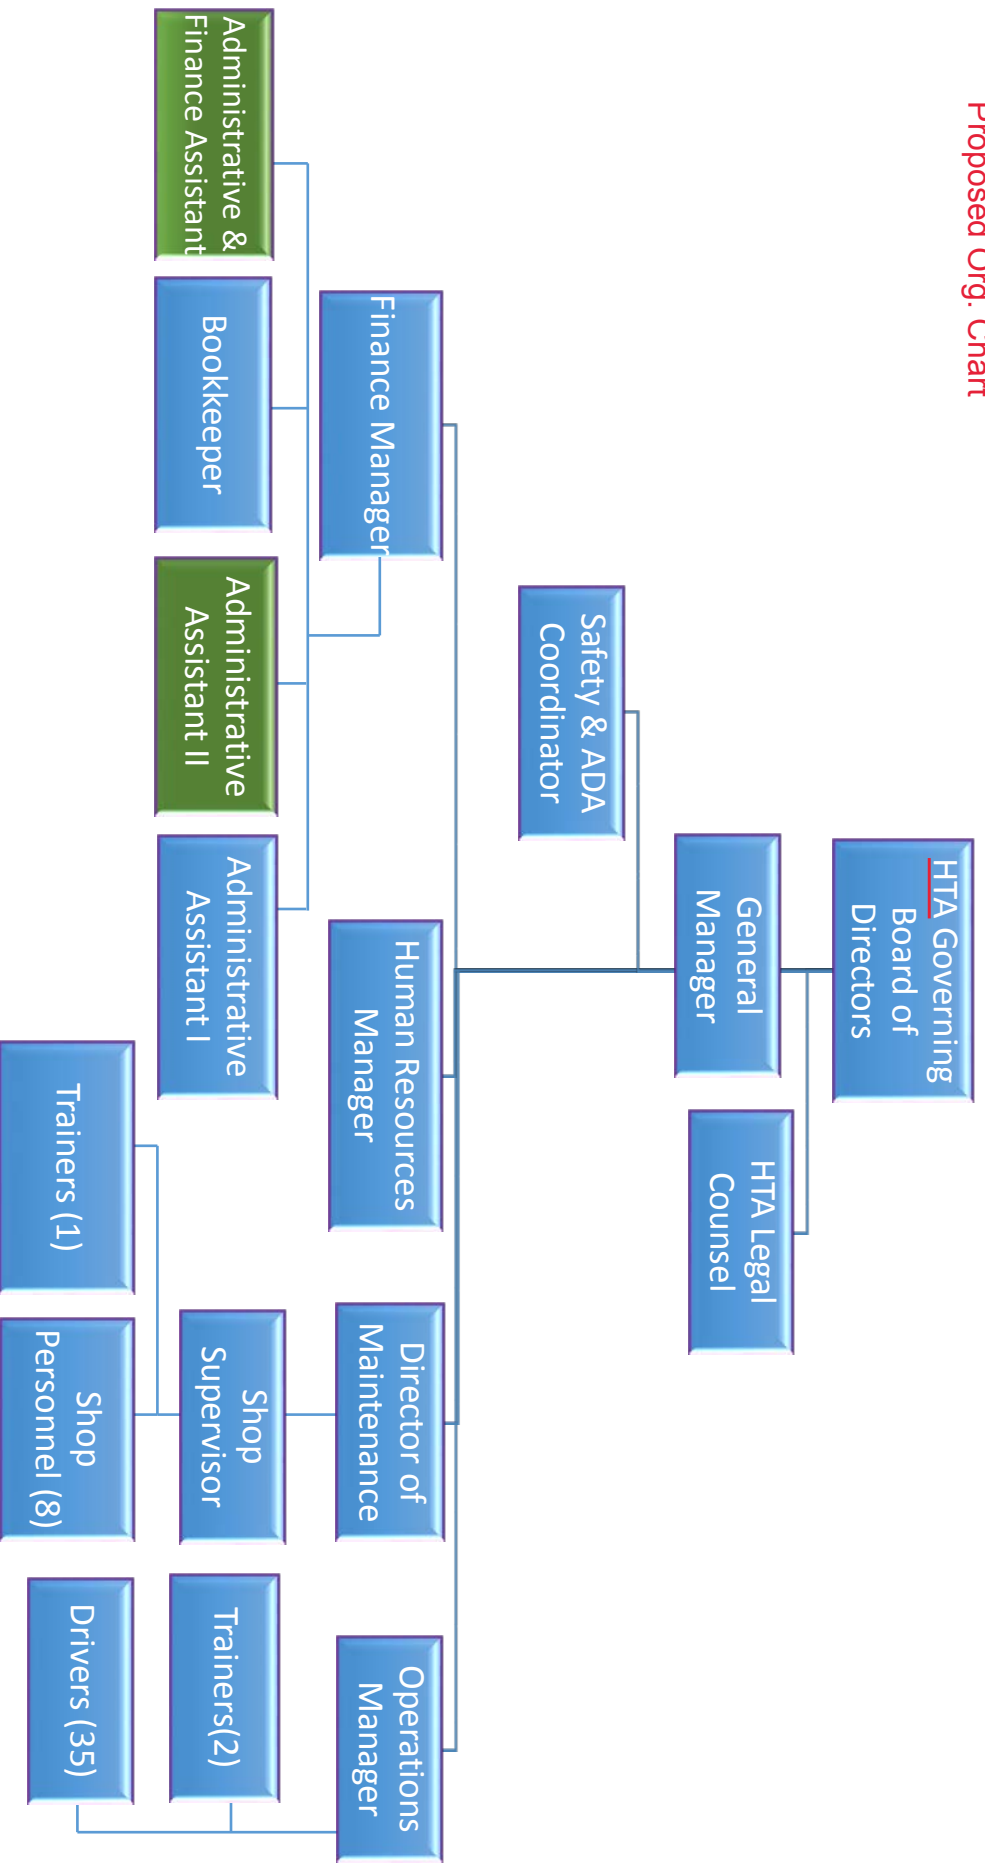 Proposed Org. Chart
HTA Governing
Board of
Directors
General
Manager
HTA Legal
Counsel
Safety & ADA
Coordinator
Finance Manager
Human Resources
Manager
Director of
Maintenance
Operations
Manager
Administrative &
Finance Assistant
Bookkeeper
Administrative
Assistant II
Administrative
Assistant I
Shop
Supervisor
Trainers(2)
Trainers (1)
Shop
Personnel (8)
Drivers (35)